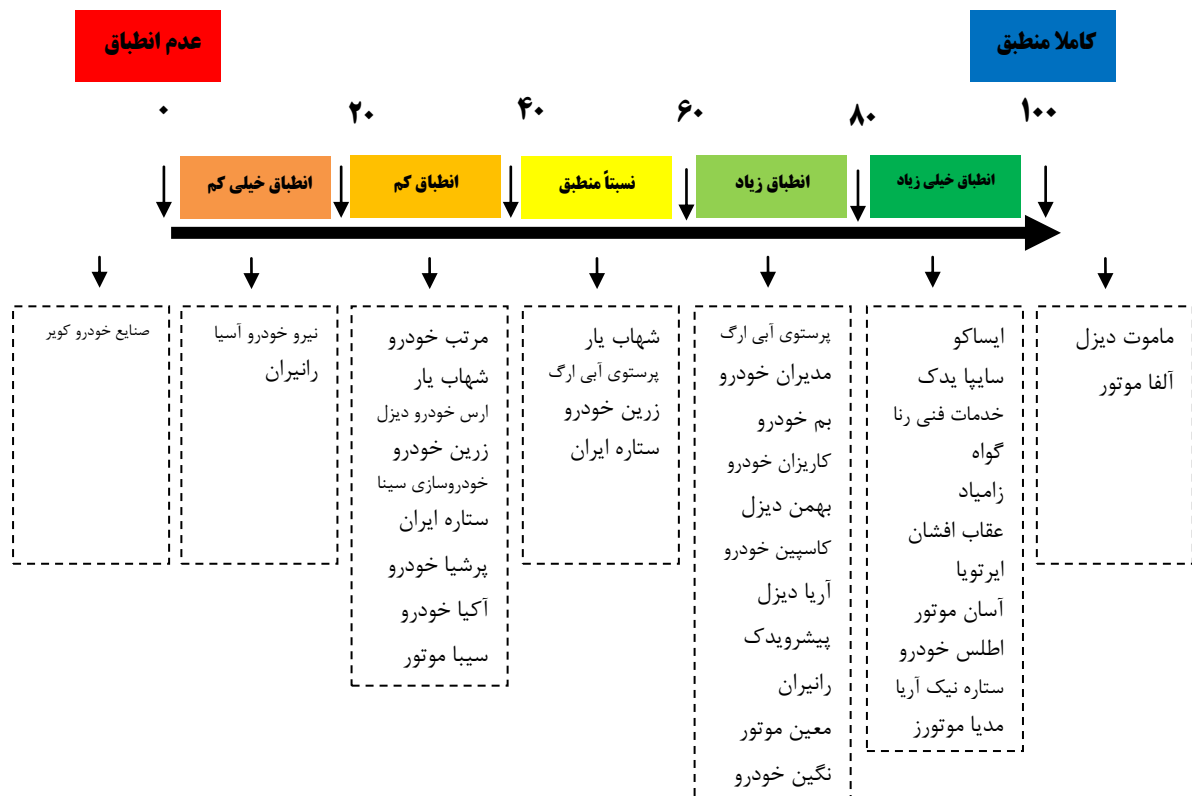 کاملا منطبق
عدم انطباق
۰
۲۰
۴۰
۶۰
۸۰
۱۰۰
انطباق خیلی کم
انطباق کم
نسبتاً منطبق
انطباق زیاد
انطباق خیلی زیاد
ماموت دیزل
آلفا موتور
ایساکو
سایپا یدک
خدمات فنی رنا
گواه
زامیاد
عقاب افشان
ایرتویا
آسان موتور
اطلس خودرو
ستاره نیک آریا
مدیا موتورز
پرستوی آبی ارگ
مدیران خودرو
بم خودرو
کاریزان خودرو
بهمن دیزل
کاسپین خودرو
آریا دیزل
پیشرویدک
رانیران
معین موتور
نگین خودرو
شهاب یار
پرستوی آبی ارگ
زرین خودرو
ستاره ایران
مرتب خودرو
شهاب یار
ارس خودرو دیزل
زرین خودرو
خودروسازی سینا
ستاره ایران
پرشیا خودرو
آکیا خودرو
سیبا موتور
نیرو خودرو آسیا
رانیران
صنایع خودرو کویر